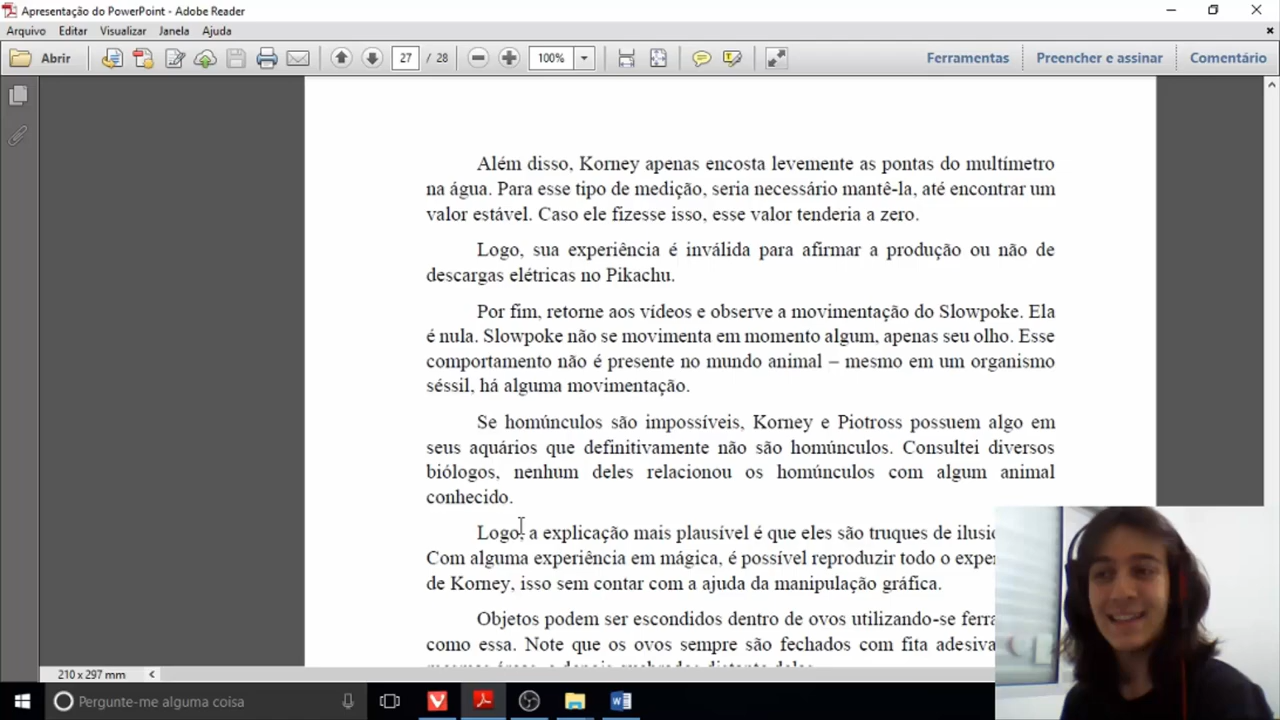 Apresentação do PowerPoint - Adobe Reader
Arquivo Editar Visualizar Janela Ajuda
Abrir 27 / 28 100% Ferramentas Preencher e assinar Comentário
Além disso, Korney apenas encosta levemente as pontas do multímetro
na água. Para esse tipo de medição, seria necessário mantê-la, até encontrar um
valor estável. Caso ele fizesse isso, esse valor tenderia a zero.
Logo, sua experiência é inválida para afirmar a produção ou não de
descargas elétricas no Pikachu.
Por fim, retorne aos vídeos e observe a movimentação do Slowpoke. Ela
é nula. Slowpoke não se movimenta em momento algum, apenas seu olho. Esse
comportamento não é presente no mundo animal – mesmo em um organismo
séssil, há alguma movimentação.
Se homúnculos são impossíveis, Korney e Piotross possuem algo em
seus aquários que definitivamente não são homúnculos. Consultei diversos
biólogos, nenhum deles relacionou os homúnculos com algum animal
conhecido.
Logo, a explicação mais plausível é que eles são truques de
Com alguma experiência em mágica, é possível reproduzir todo o
de Korney, isso sem contar com a ajuda da manipulação gráfica.
Objetos podem ser escondidos dentro de ovos utilizando-se
como essa. Note que os ovos sempre são fechados com fita
210 x 297 mm
Pergunte-me alguma coisa